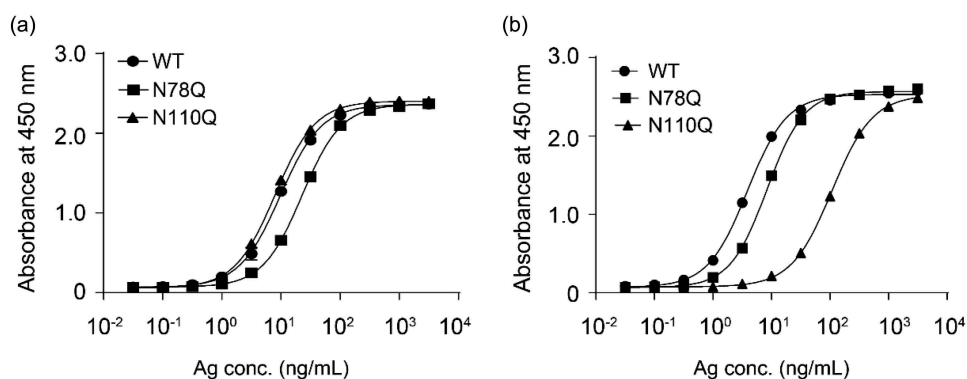 (a)
3.0
2.0
1.0
0
Absorbance at 450 nm
WT
N78Q
N110Q
10-2 10-1 100 101 102 103 104
Ag conc. (ng/mL)
(b)
3.0
2.0
1.0
0
Absorbance at 450 nm
WT
N78Q
N110Q
10-2 10-1 100 101 102 103 104
Ag conc. (ng/mL)